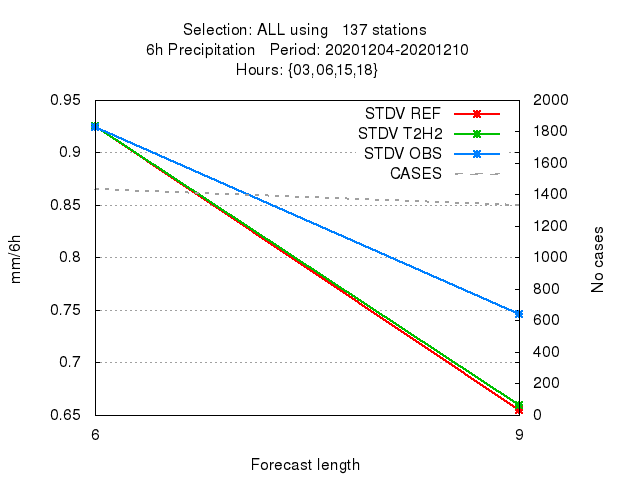 Selection: ALL using   137 stations
6h Precipitation   Period: 20201204-20201210
Hours: {03,06,15,18}
STDV REF
STDV T2H2
STDV OBS
CASES
0.95
0.9
0.85
0.8
0.75
0.7
0.65
2000
1800
1600
1400
1200
1000
800
600
400
200
0
mm/6h
No cases
6
9
Forecast length